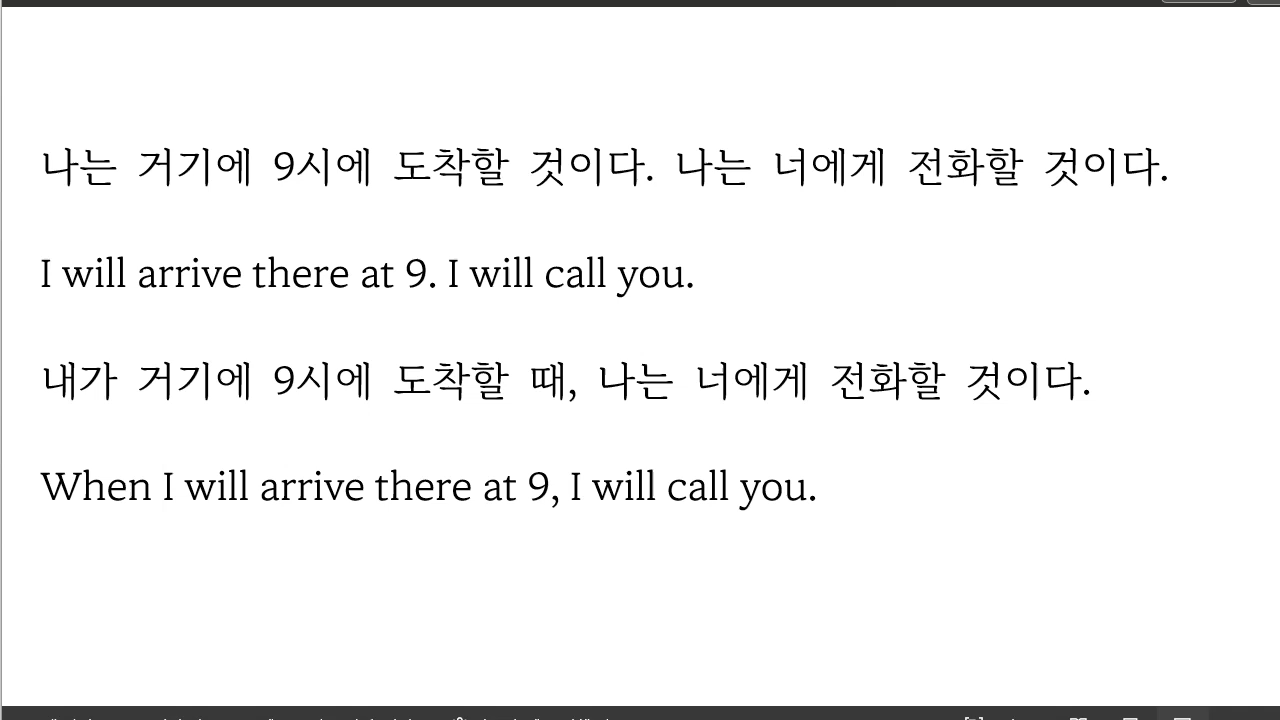 나는 거기에 9시에 도착할 것이다. 나는 너에게 전화할 것이다.
I will arrive there at 9. I will call you.
내가 거기에 9시에 도착할 때, 나는 너에게 전화할 것이다.
When I will arrive there at 9, I will call you.